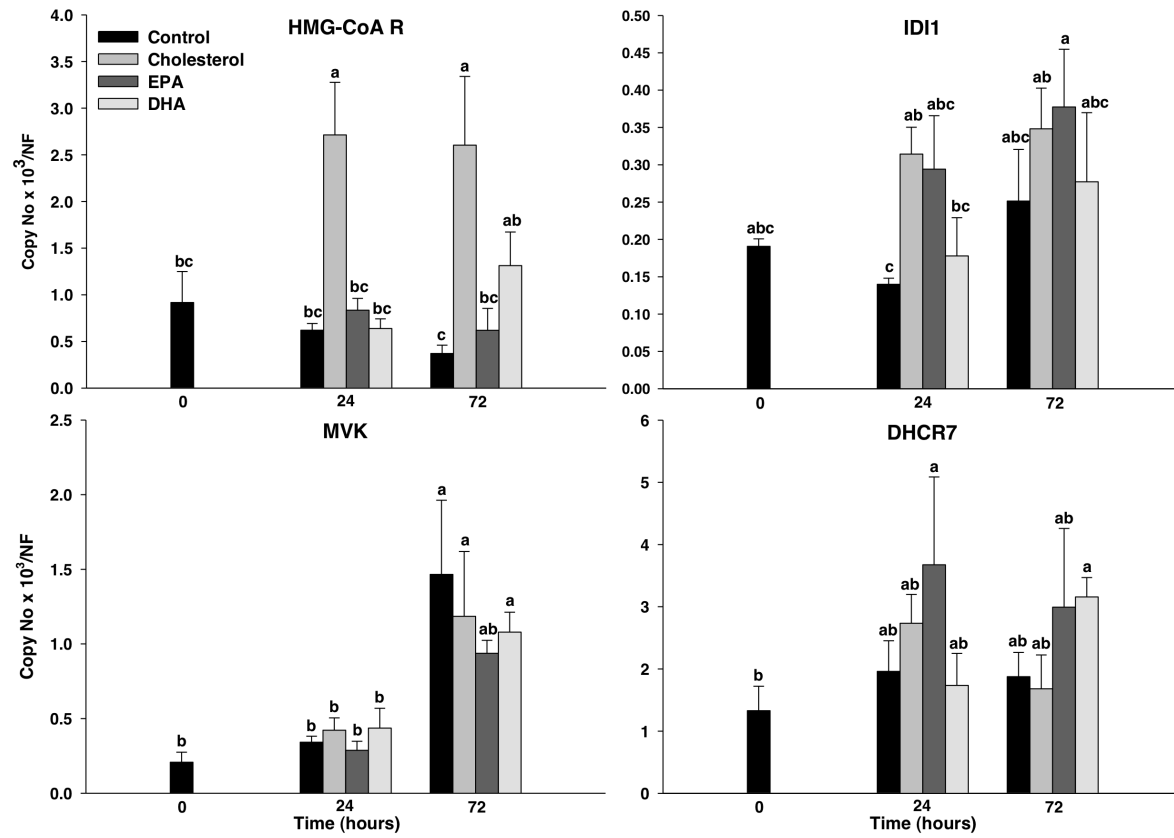 HMG-CoA R
Control
Cholesterol
EPA
DHA
Copy No x 10³/NF
4.0
3.5
3.0
2.5
2.0
1.5
1.0
0.5
0.0
bc
bc
a
bc
bc
c
a
bc
ab
0
24
72
IDI1
0.50
0.45
0.40
0.35
0.30
0.25
0.20
0.15
0.10
0.05
0.00
abc
c
ab
abc
bc
abc
ab
a
abc
0
24
72
MVK
Copy No x 10³/NF
2.5
2.0
1.5
1.0
0.5
0.0
b
b
b
b
b
a
a
ab
a
0
24
72
Time (hours)
DHCR7
6
5
4
3
2
1
0
b
ab
ab
a
ab
ab
ab
ab
a
0
24
72
Time (hours)